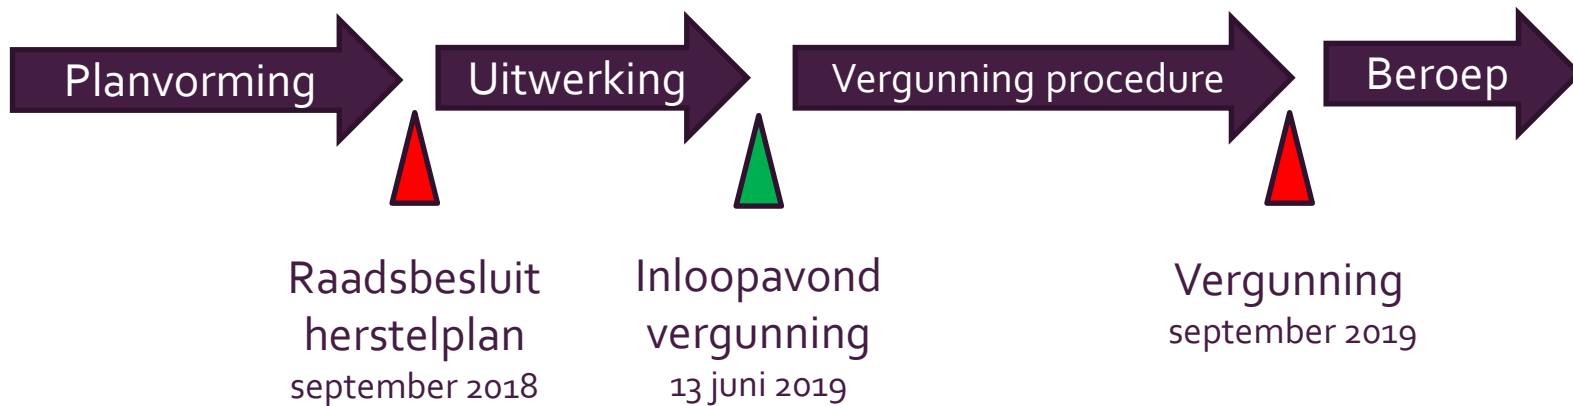 Planvorming
Uitwerking
Vergunning procedure
Beroep
Raadsbesluit
herstelplan
september 2018
Inloopavond
vergunning
13 juni 2019
Vergunning
september 2019